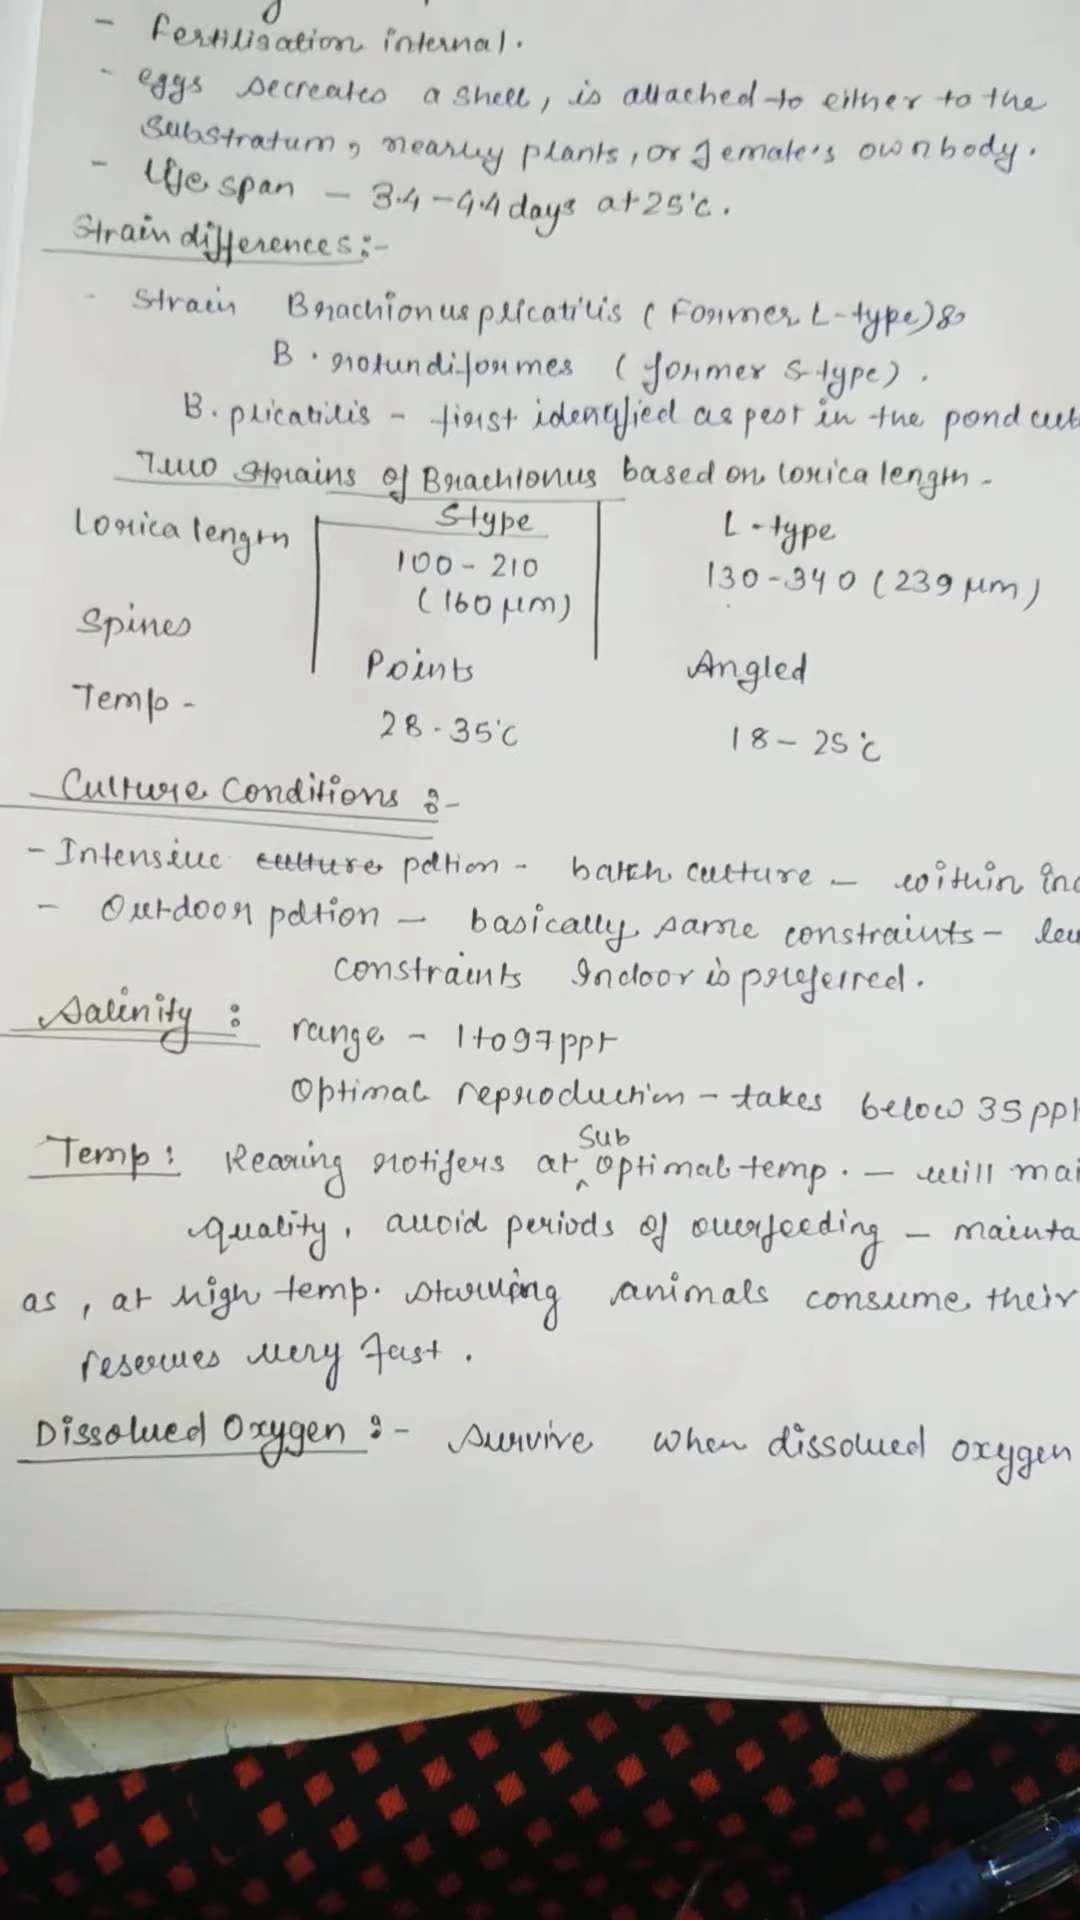 - Fertilisation internal.
- eggs secreates a shell, is attached to either to the
substratum, nearley plants, or female's own body.
- Life span - 3.4-4.4 days at 25°c.
Strain differences:-
- Strain Brachionus plicatilis (Former L-type) &
B. rotundiformes (former S-type).
B. plicatilis - first identified as pest in the pond cult
Two Strains of Brachionus based on lorica length -
Lorica length S-type L-type
100-210 130-340 (239 µm)
(160 µm)
Spines Points Angled
Temp - 28-35°C 18-25°c
Culture Conditions :-
- Intensive culture pdtion - batch culture - within ind
- Outdoor pdtion - basically same constraints -
constraints Indoor is preferred.
Salinity : range - 1 to 97 ppt
Optimal reproduction - takes below 35 ppt
Temp : Rearing rotifers at sub optimal temp. - will mai
quality, avoid periods of overfeeding - mainta
as, at high temp. starving animals consume their
reserves very fast.
Dissolved Oxygen :- survive when dissolved oxygen